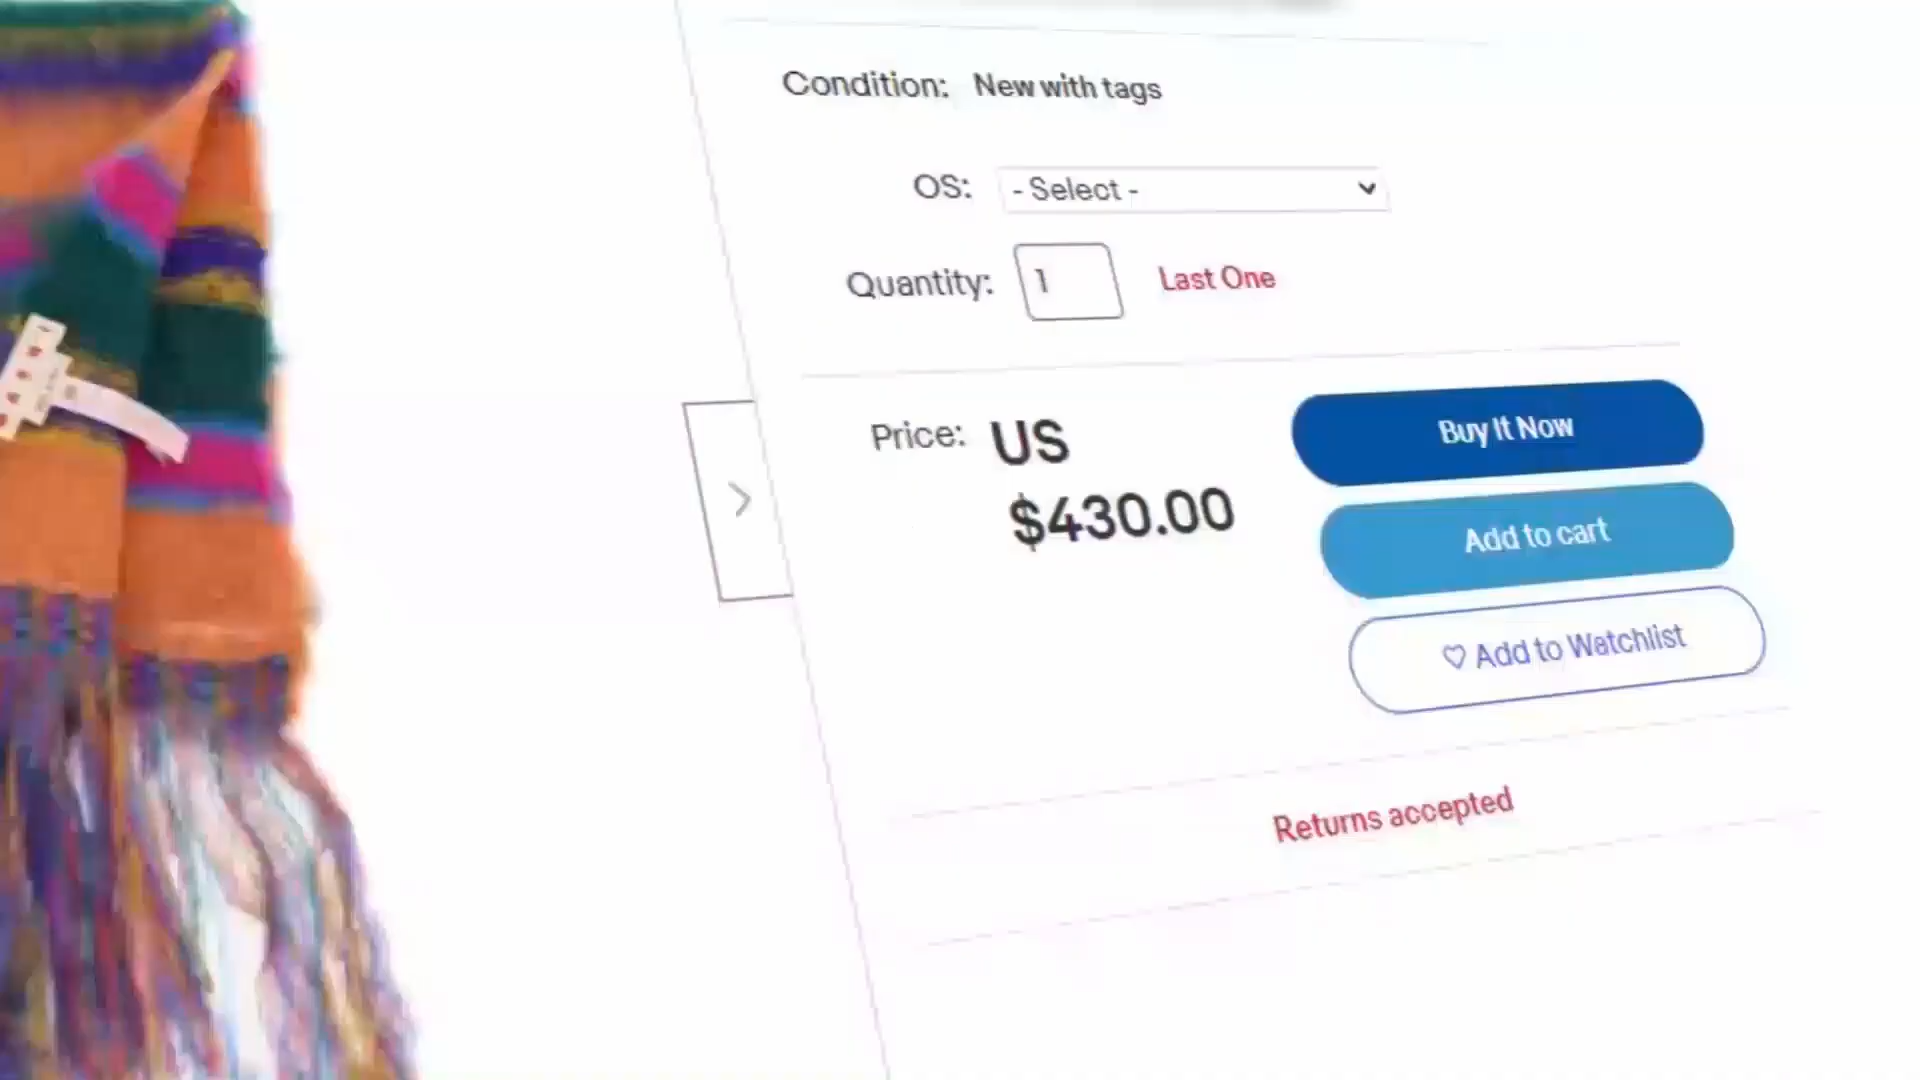 Condition: New with tags
OS: - Select -
Quantity: 1 Last One
Price: US
$430.00
Buy It Now
Add to cart
♡ Add to Watchlist
Returns accepted